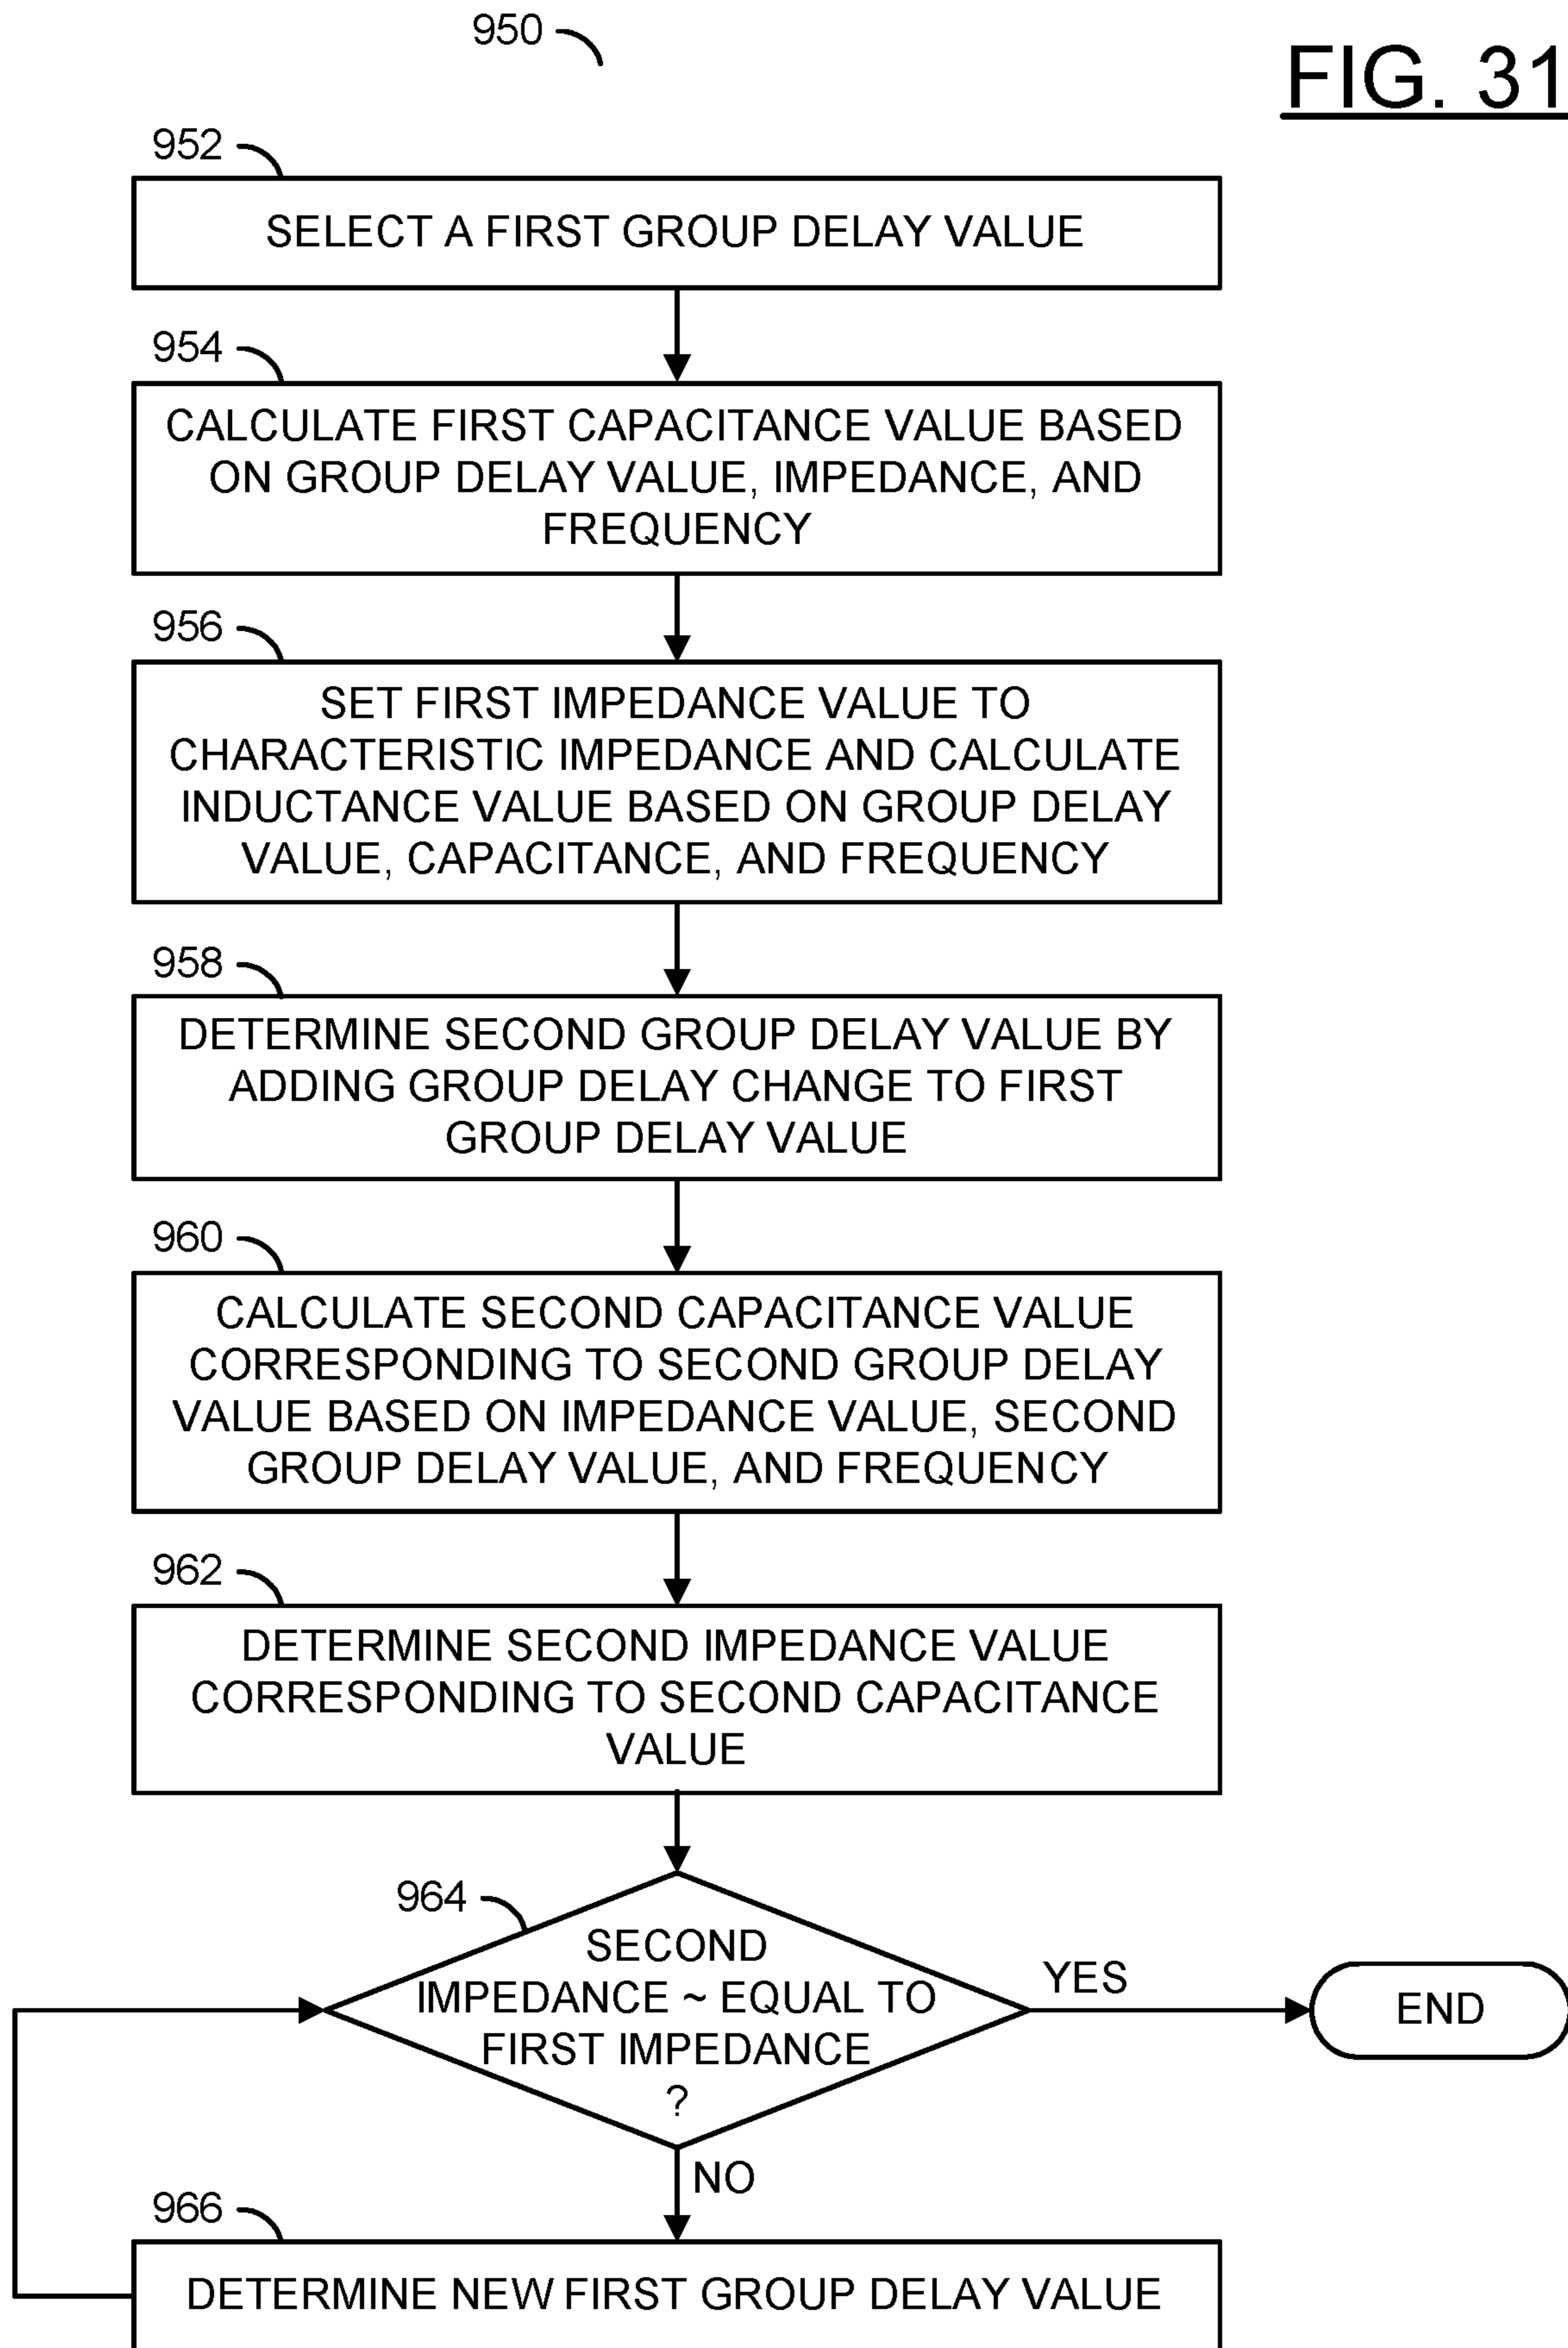 950
FIG. 31
952
SELECT A FIRST GROUP DELAY VALUE
954
CALCULATE FIRST CAPACITANCE VALUE BASED
ON GROUP DELAY VALUE, IMPEDANCE, AND
FREQUENCY
956
SET FIRST IMPEDANCE VALUE TO
CHARACTERISTIC IMPEDANCE AND CALCULATE
INDUCTANCE VALUE BASED ON GROUP DELAY
VALUE, CAPACITANCE, AND FREQUENCY
958
DETERMINE SECOND GROUP DELAY VALUE BY
ADDING GROUP DELAY CHANGE TO FIRST
GROUP DELAY VALUE
960
CALCULATE SECOND CAPACITANCE VALUE
CORRESPONDING TO SECOND GROUP DELAY
VALUE BASED ON IMPEDANCE VALUE, SECOND
GROUP DELAY VALUE, AND FREQUENCY
962
DETERMINE SECOND IMPEDANCE VALUE
CORRESPONDING TO SECOND CAPACITANCE
VALUE
964
SECOND
IMPEDANCE ~ EQUAL TO
FIRST IMPEDANCE
?
YES
END
NO
966
DETERMINE NEW FIRST GROUP DELAY VALUE